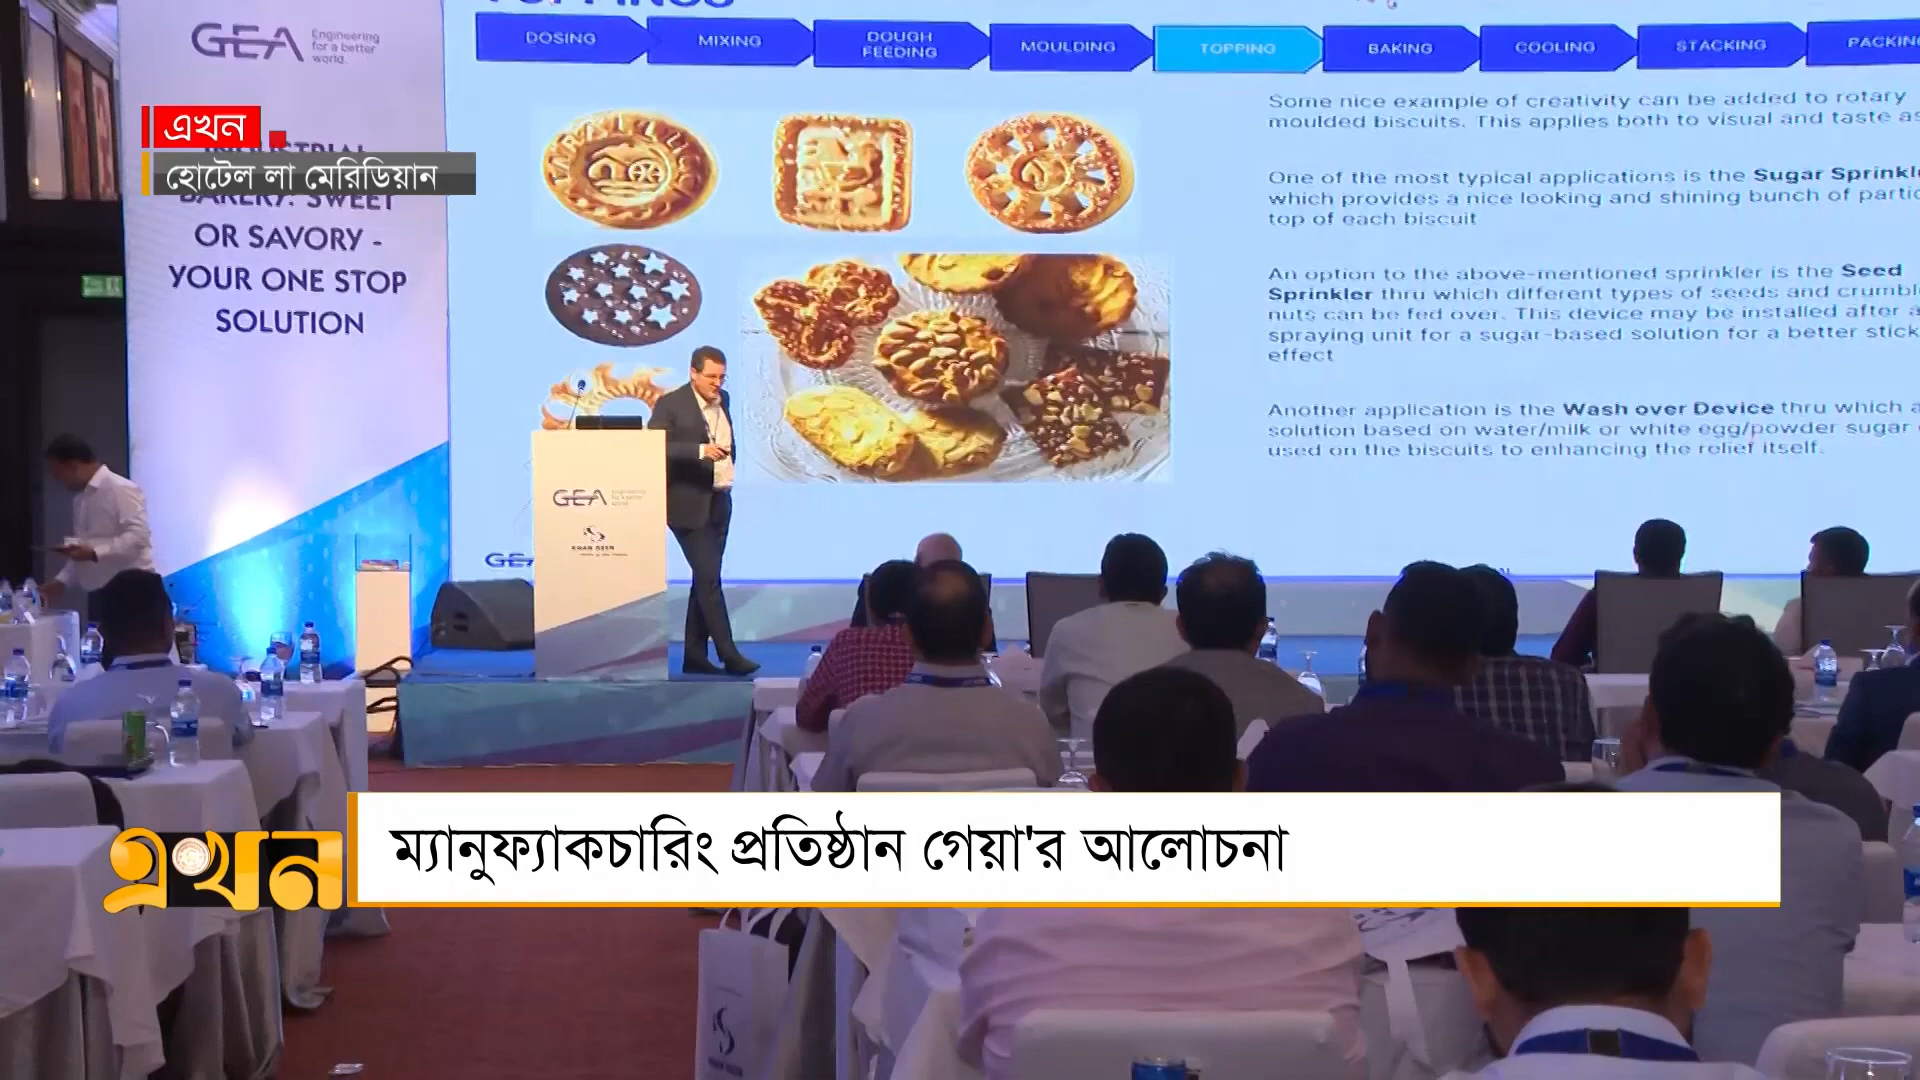 GEA Engineering
for a better
world.
এখন
হোটেল লা মেরিডিয়ান
INDUSTRIAL
BAKERY: SWEET
OR SAVORY -
YOUR ONE STOP
SOLUTION
DOSING
MIXING
DOUGH
FEEDING
MOULDING
TOPPING
BAKING
COOLING
STACKING
PACKING
Some nice example of creativity can be added to rotary
moulded biscuits. This applies both to visual and taste
One of the most typical applications is the Sugar
which provides a nice looking and shining bunch of
top of each biscuit
An option to the above-mentioned sprinkler is the Seed
Sprinkler thru which different types of seeds and
nuts can be fed over. This device may be installed after
spraying unit for a sugar-based solution for a better
effect
Another application is the Wash over Device thru which
solution based on water/milk or white egg/powder sugar
used on the biscuits to enhancing the relief itself.
GEA
GEA
এখন
ম্যানুফ্যাকচারিং প্রতিষ্ঠান গেয়া'র আলোচনা